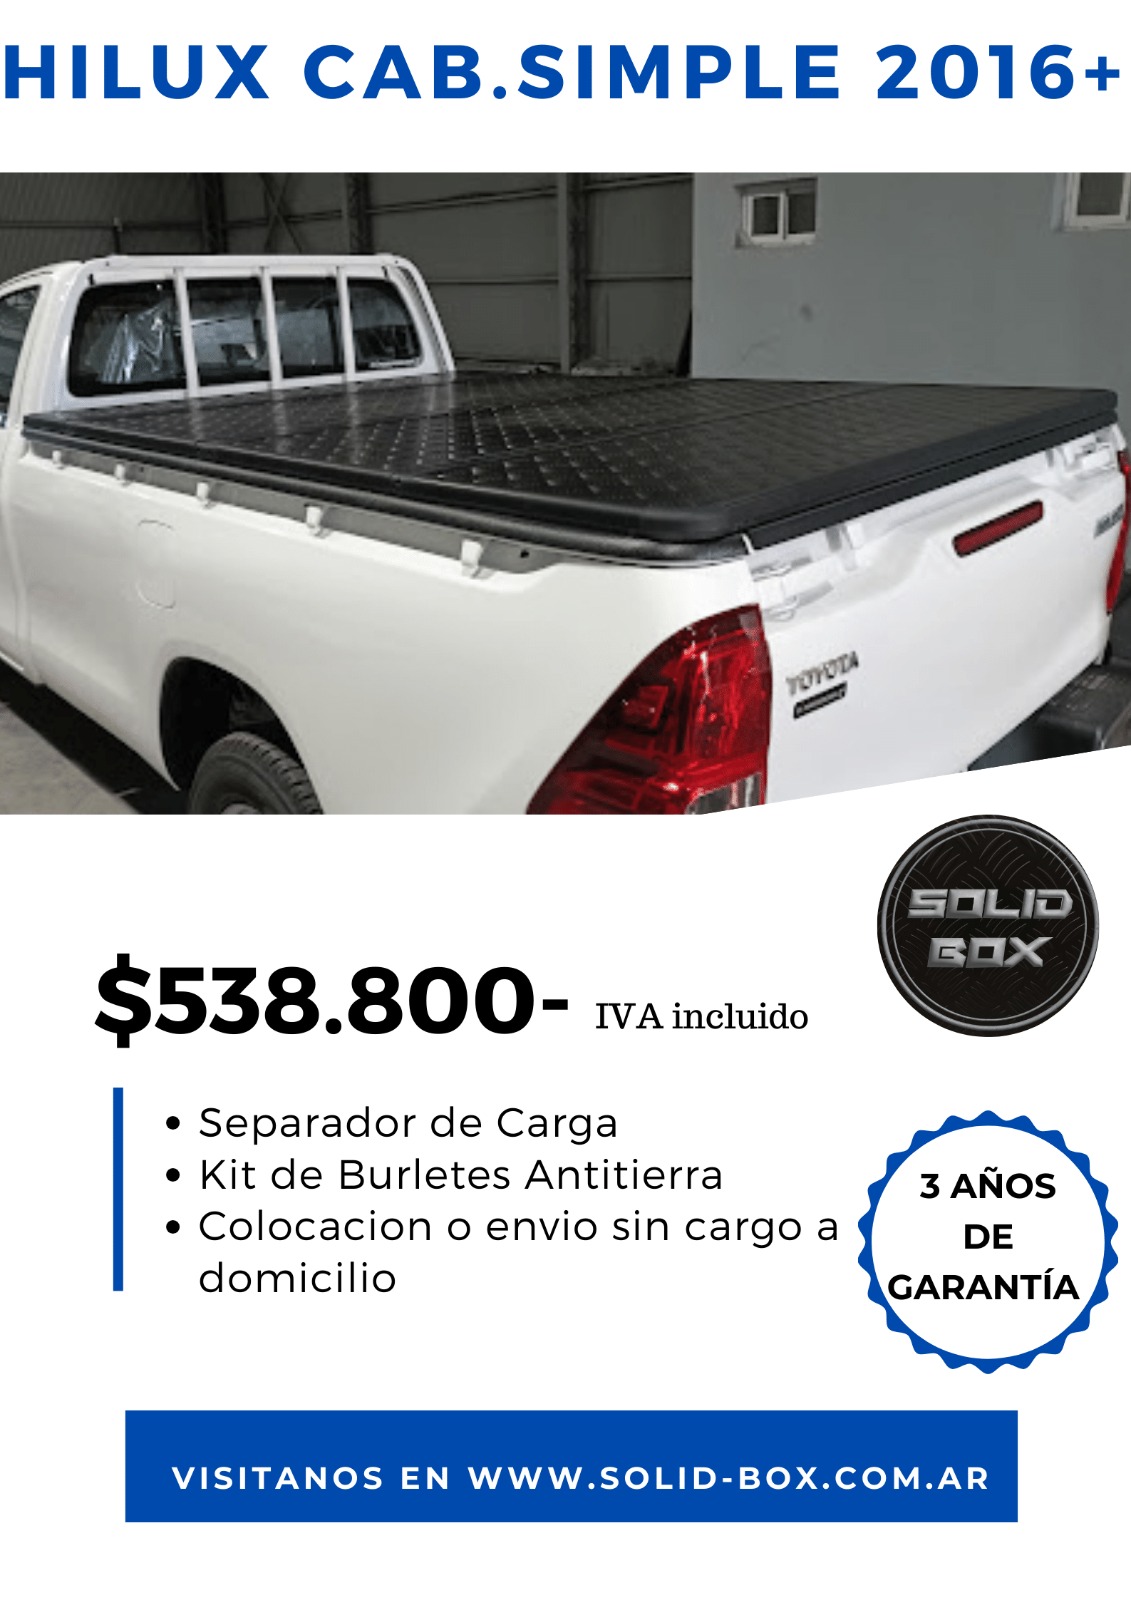 HILUX CAB.SIMPLE 2016+
TOYOTA
SOLID
BOX
$538.800- IVA incluido
• Separador de Carga
• Kit de Burletes Antitierra
• Colocacion o envio sin cargo a
domicilio
3 AÑOS
DE
GARANTÍA
VISITANOS EN WWW.SOLID-BOX.COM.AR